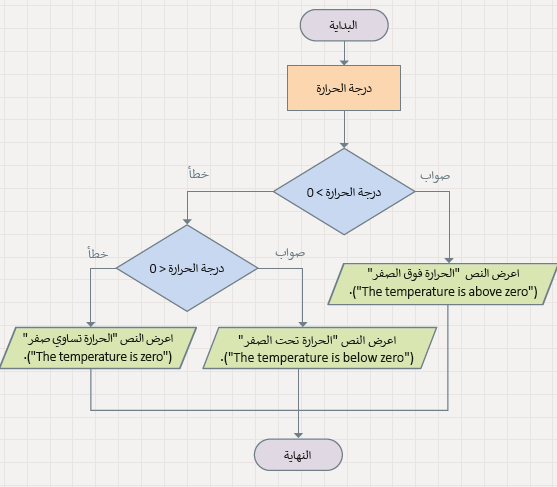 البداية
درجة الحرارة
درجة الحرارة > 0
صواب
خطأ
اعرض النص "الحرارة فوق الصفر"
("The temperature is above zero").
درجة الحرارة < 0
صواب
خطأ
اعرض النص "الحرارة تحت الصفر"
("The temperature is below zero").
اعرض النص "الحرارة تساوي صفر"
("The temperature is zero").
النهاية